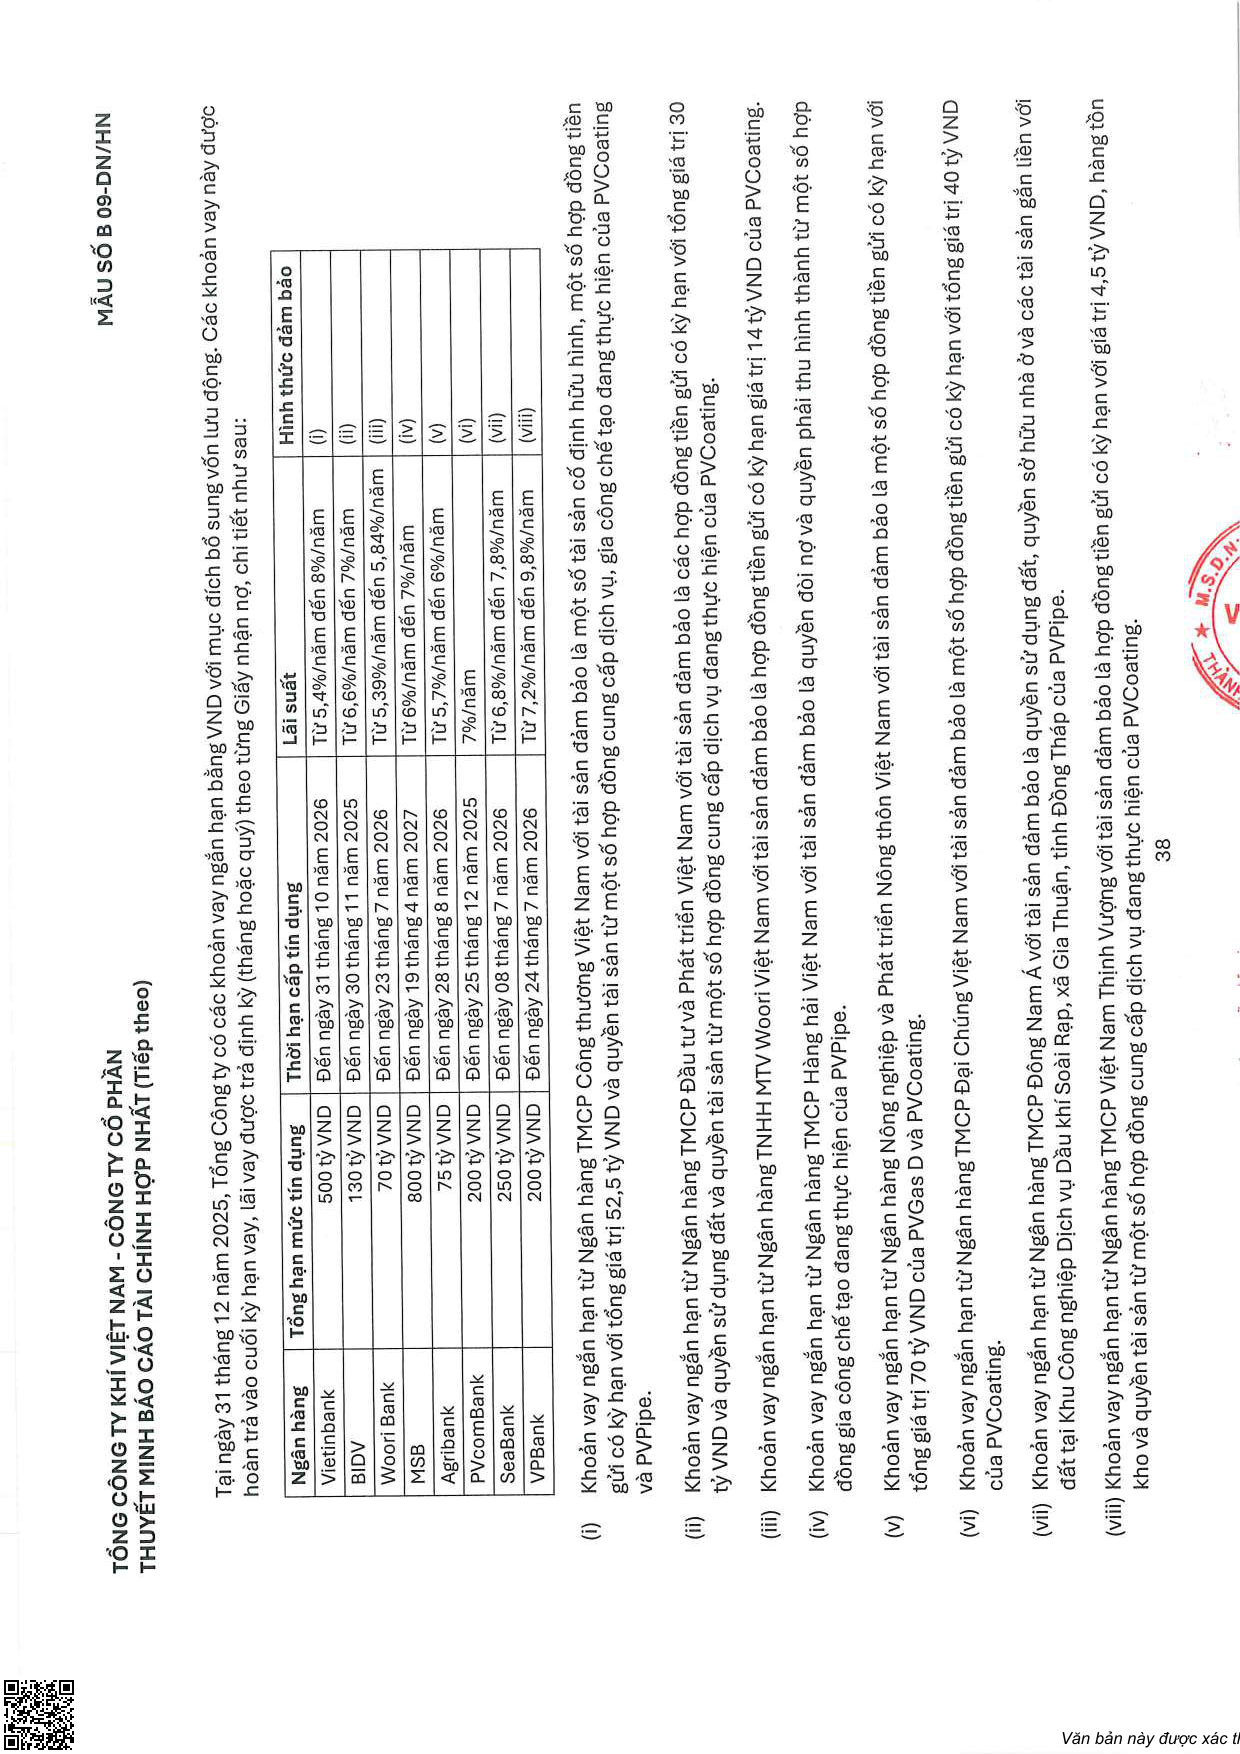 TỔNG CÔNG TY KHÍ VIỆT NAM - CÔNG TY CỔ PHẦN
MẪU SỐ B 09-DN/HN
THUYẾT MINH BÁO CÁO TÀI CHÍNH HỢP NHẤT (Tiếp theo)
Tại ngày 31 tháng 12 năm 2025, Tổng Công ty có các khoản vay ngắn hạn bằng VND với mục đích bổ sung vốn lưu động. Các khoản vay này được
hoàn trả vào cuối kỳ hạn vay, lãi vay được trả định kỳ (tháng hoặc quý) theo từng Giấy nhận nợ, chi tiết như sau:
Ngân hàng Tổng hạn mức tín dụng Thời hạn cấp tín dụng Lãi suất Hình thức đảm bảo
Vietinbank 500 tỷ VND Đến ngày 31 tháng 10 năm 2026 Từ 5,4%/năm đến 8%/năm (i)
BIDV 130 tỷ VND Đến ngày 30 tháng 11 năm 2025 Từ 6,6%/năm đến 7%/năm (ii)
Woori Bank 70 tỷ VND Đến ngày 23 tháng 7 năm 2026 Từ 5,39%/năm đến 5,84%/năm (iii)
MSB 800 tỷ VND Đến ngày 19 tháng 4 năm 2027 Từ 6%/năm đến 7%/năm (iv)
Agribank 75 tỷ VND Đến ngày 28 tháng 8 năm 2026 Từ 5,7%/năm đến 6%/năm (v)
PVcomBank 200 tỷ VND Đến ngày 25 tháng 12 năm 2025 7%/năm (vi)
SeaBank 250 tỷ VND Đến ngày 08 tháng 7 năm 2026 Từ 6,8%/năm đến 7,8%/năm (vii)
VPBank 200 tỷ VND Đến ngày 24 tháng 7 năm 2026 Từ 7,2%/năm đến 9,8%/năm (viii)
(i) Khoản vay ngắn hạn từ Ngân hàng TMCP Công thương Việt Nam với tài sản đảm bảo là một số tài sản cố định hữu hình, một số hợp đồng tiền
gửi có kỳ hạn với tổng giá trị 52,5 tỷ VND và quyền tài sản từ một số hợp đồng cung cấp dịch vụ, gia công chế tạo đang thực hiện của PVCoating
và PVPipe.
(ii) Khoản vay ngắn hạn từ Ngân hàng TMCP Đầu tư và Phát triển Việt Nam với tài sản đảm bảo là các hợp đồng tiền gửi có kỳ hạn với tổng giá trị 30
tỷ VND và quyền sử dụng đất và quyền tài sản từ một số hợp đồng cung cấp dịch vụ đang thực hiện của PVCoating.
(iii) Khoản vay ngắn hạn từ Ngân hàng TNHH MTV Woori Việt Nam với tài sản đảm bảo là hợp đồng tiền gửi có kỳ hạn giá trị 14 tỷ VND của PVCoating.
(iv) Khoản vay ngắn hạn từ Ngân hàng TMCP Hàng hải Việt Nam với tài sản đảm bảo là quyền đòi nợ và quyền phải thu hình thành từ một số hợp
đồng gia công chế tạo đang thực hiện của PVPipe.
(v) Khoản vay ngắn hạn từ Ngân hàng Nông nghiệp và Phát triển Nông thôn Việt Nam với tài sản đảm bảo là một số hợp đồng tiền gửi có kỳ hạn với
tổng giá trị 70 tỷ VND của PVGas D và PVCoating.
(vi) Khoản vay ngắn hạn từ Ngân hàng TMCP Đại Chúng Việt Nam với tài sản đảm bảo là một số hợp đồng tiền gửi có kỳ hạn với tổng giá trị 40 tỷ VND
của PVCoating.
(vii) Khoản vay ngắn hạn từ Ngân hàng TMCP Đông Nam Á với tài sản đảm bảo là quyền sử dụng đất, quyền sở hữu nhà ở và các tài sản gắn liền với
đất tại Khu Công nghiệp Dịch vụ Dầu khí Soài Rạp, xã Gia Thuận, tỉnh Đồng Tháp của PVPipe.
(viii) Khoản vay ngắn hạn từ Ngân hàng TMCP Việt Nam Thịnh Vượng với tài sản đảm bảo là hợp đồng tiền gửi có kỳ hạn với giá trị 4,5 tỷ VND, hàng tồn
kho và quyền tài sản từ một số hợp đồng cung cấp dịch vụ đang thực hiện của PVCoating.
38
★ M.S.D.N
THÀNH
Văn bản này được xác